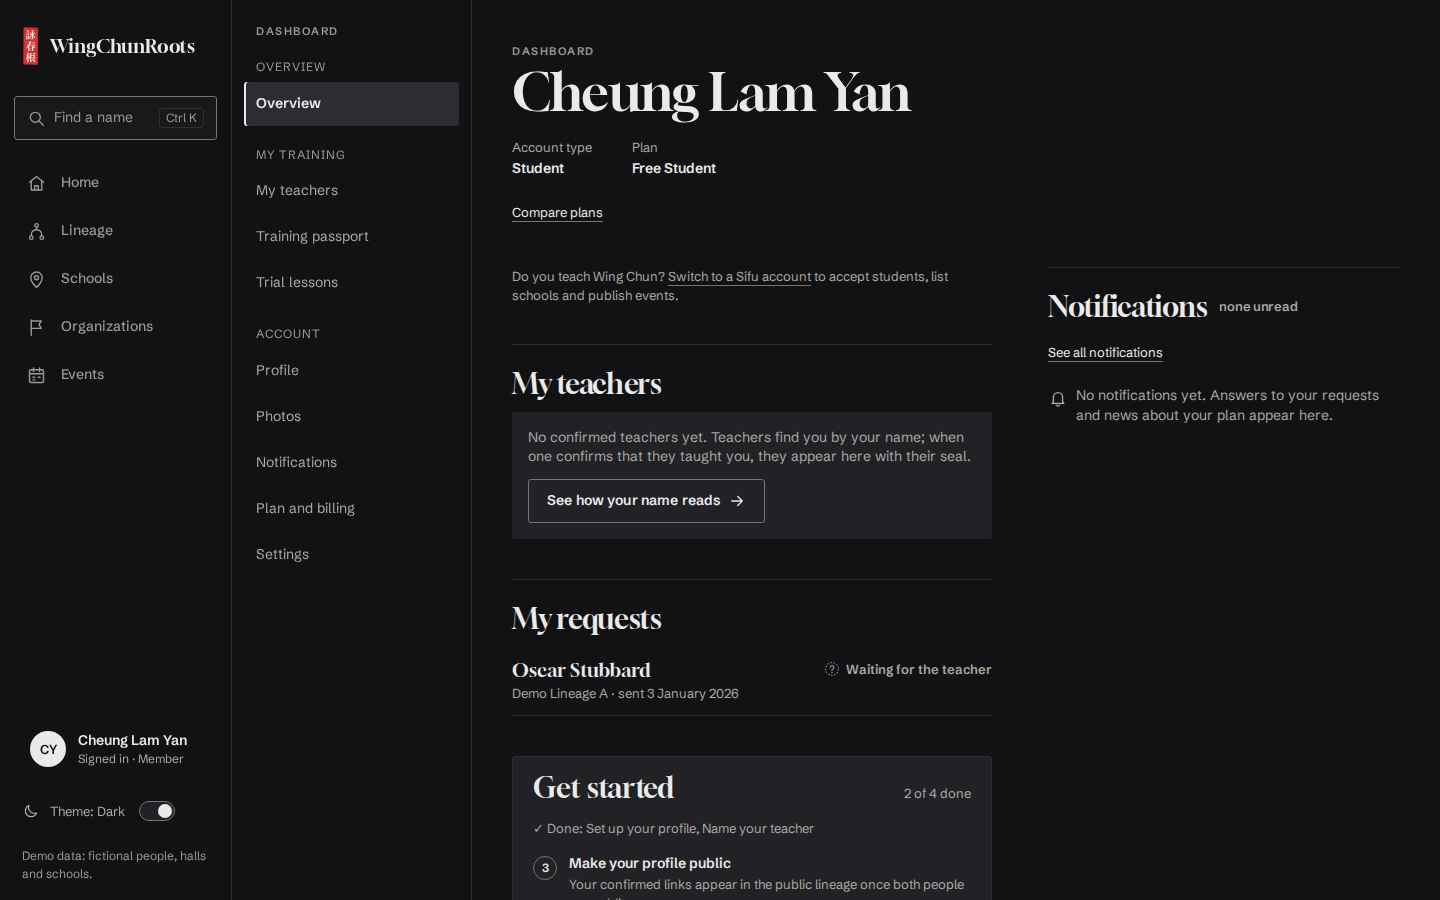 詠春根
WingChunRoots
Find a name
Ctrl K
Home
Lineage
Schools
Organizations
Events
CY
Cheung Lam Yan
Signed in · Member
Theme: Dark
Demo data: fictional people, halls
and schools.
DASHBOARD
OVERVIEW
Overview
MY TRAINING
My teachers
Training passport
Trial lessons
ACCOUNT
Profile
Photos
Notifications
Plan and billing
Settings
DASHBOARD
Cheung Lam Yan
Account type
Student
Plan
Free Student
Compare plans
Do you teach Wing Chun? Switch to a Sifu account to accept students, list
schools and publish events.
My teachers
No confirmed teachers yet. Teachers find you by your name; when
one confirms that they taught you, they appear here with their seal.
See how your name reads →
My requests
Oscar Stubbard
Waiting for the teacher
Demo Lineage A · sent 3 January 2026
Get started
2 of 4 done
✓ Done: Set up your profile, Name your teacher
3
Make your profile public
Your confirmed links appear in the public lineage once both people
Notifications
none unread
See all notifications
No notifications yet. Answers to your requests
and news about your plan appear here.